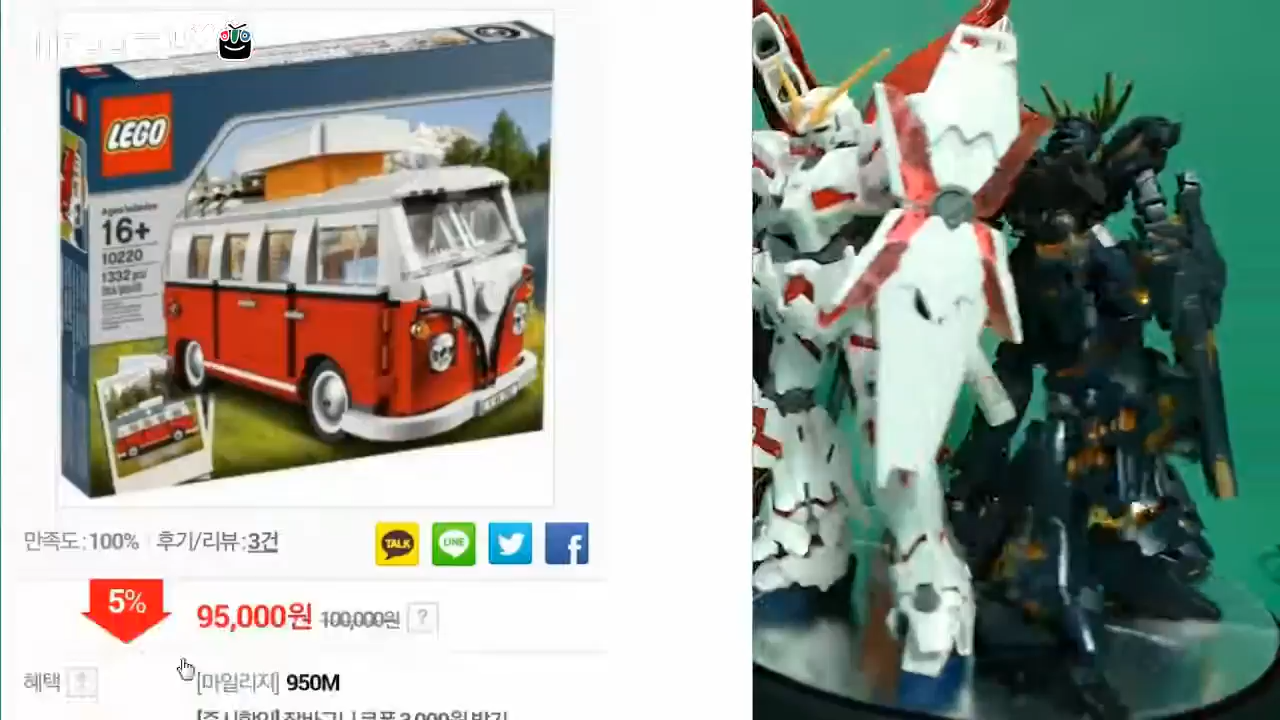 LEGO
16+
10220
1332
만족도:100% 후기/리뷰:3건
TALK
LINE
5%
95,000원 100,000원 ?
혜택
[마일리지] 950M